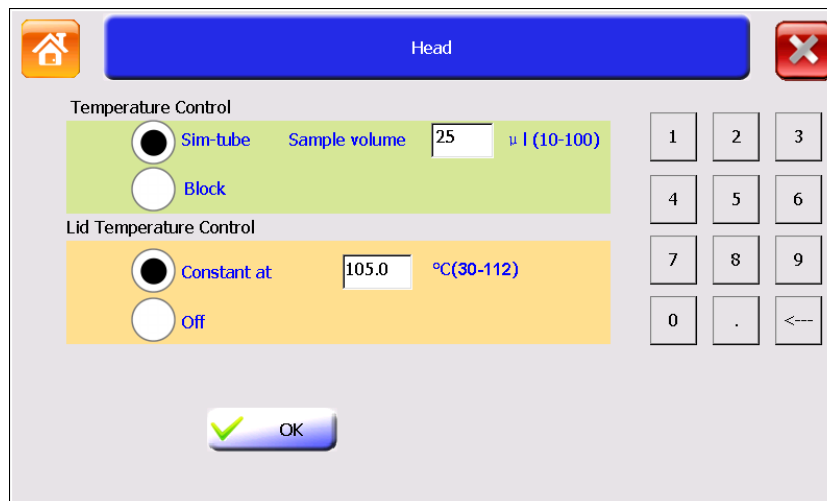 Head
Temperature Control
Sim-tube Sample volume 25 μl (10-100)
Block
Lid Temperature Control
Constant at 105.0 °C(30-112)
Off
1 2 3
4 5 6
7 8 9
0 . <---
OK